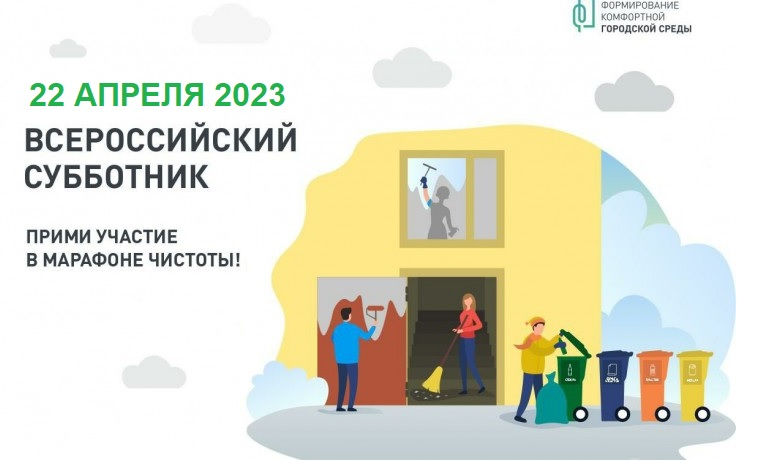 ФОРМИРОВАНИЕ
КОМФОРТНОЙ
ГОРОДСКОЙ СРЕДЫ
22 АПРЕЛЯ 2023
ВСЕРОССИЙСКИЙ
СУББОТНИК
ПРИМИ УЧАСТИЕ
В МАРАФОНЕ ЧИСТОТЫ!